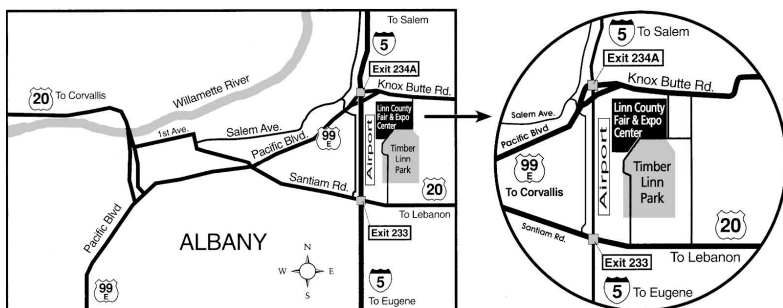 To Salem
5
Exit 234A
Knox Butte Rd.
20
To Corvallis
Willamette River
1st Ave.
Salem Ave.
Pacific Blvd.
99
E
Linn County
Fair & Expo
Center
Airport
Timber
Linn
Park
Santiam Rd.
20
To Lebanon
Exit 233
Pacific Blvd
ALBANY
N
W
E
S
99
E
5
To Eugene
5
To Salem
Exit 234A
Knox Butte Rd.
Salem Ave.
Pacific Blvd
Linn County
Fair & Expo
Center
99
E
To Corvallis
Airport
Timber
Linn
Park
20
Santiam Rd.
To Lebanon
Exit 233
5
To Eugene